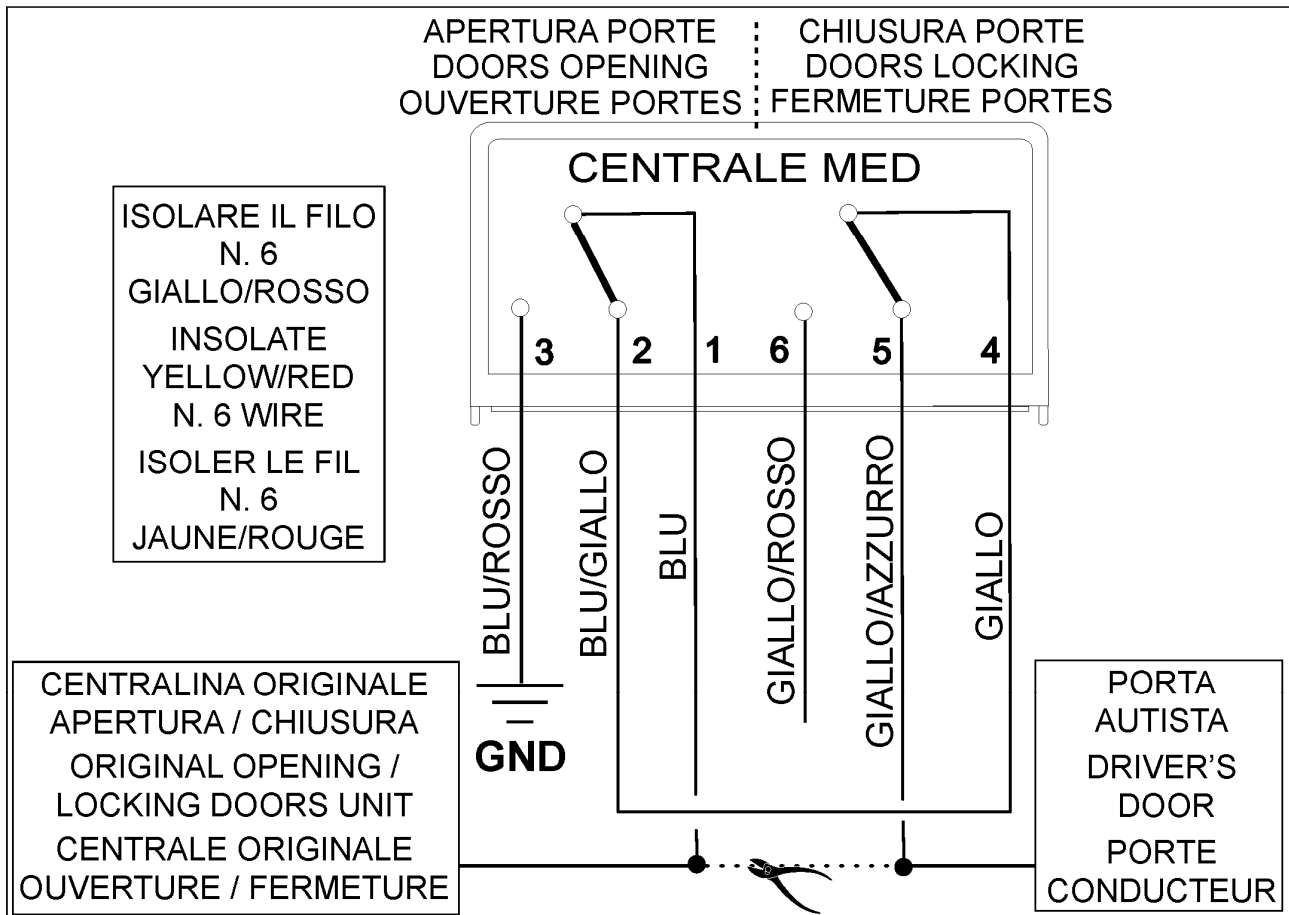 APERTURA PORTE
DOORS OPENING
OUVERTURE PORTES
CHIUSURA PORTE
DOORS LOCKING
FERMETURE PORTES
CENTRALE MED
ISOLARE IL FILO
N. 6
GIALLO/ROSSO
INSOLATE
YELLOW/RED
N. 6 WIRE
ISOLER LE FIL
N. 6
JAUNE/ROUGE
3 2 1 6 5 4
BLU/ROSSO
BLU/GIALLO
BLU
GIALLO/ROSSO
GIALLO/AZZURRO
GIALLO
GND
CENTRALINA ORIGINALE
APERTURA / CHIUSURA
ORIGINAL OPENING /
LOCKING DOORS UNIT
CENTRALE ORIGINALE
OUVERTURE / FERMETURE
PORTA
AUTISTA
DRIVER'S
DOOR
PORTE
CONDUCTEUR